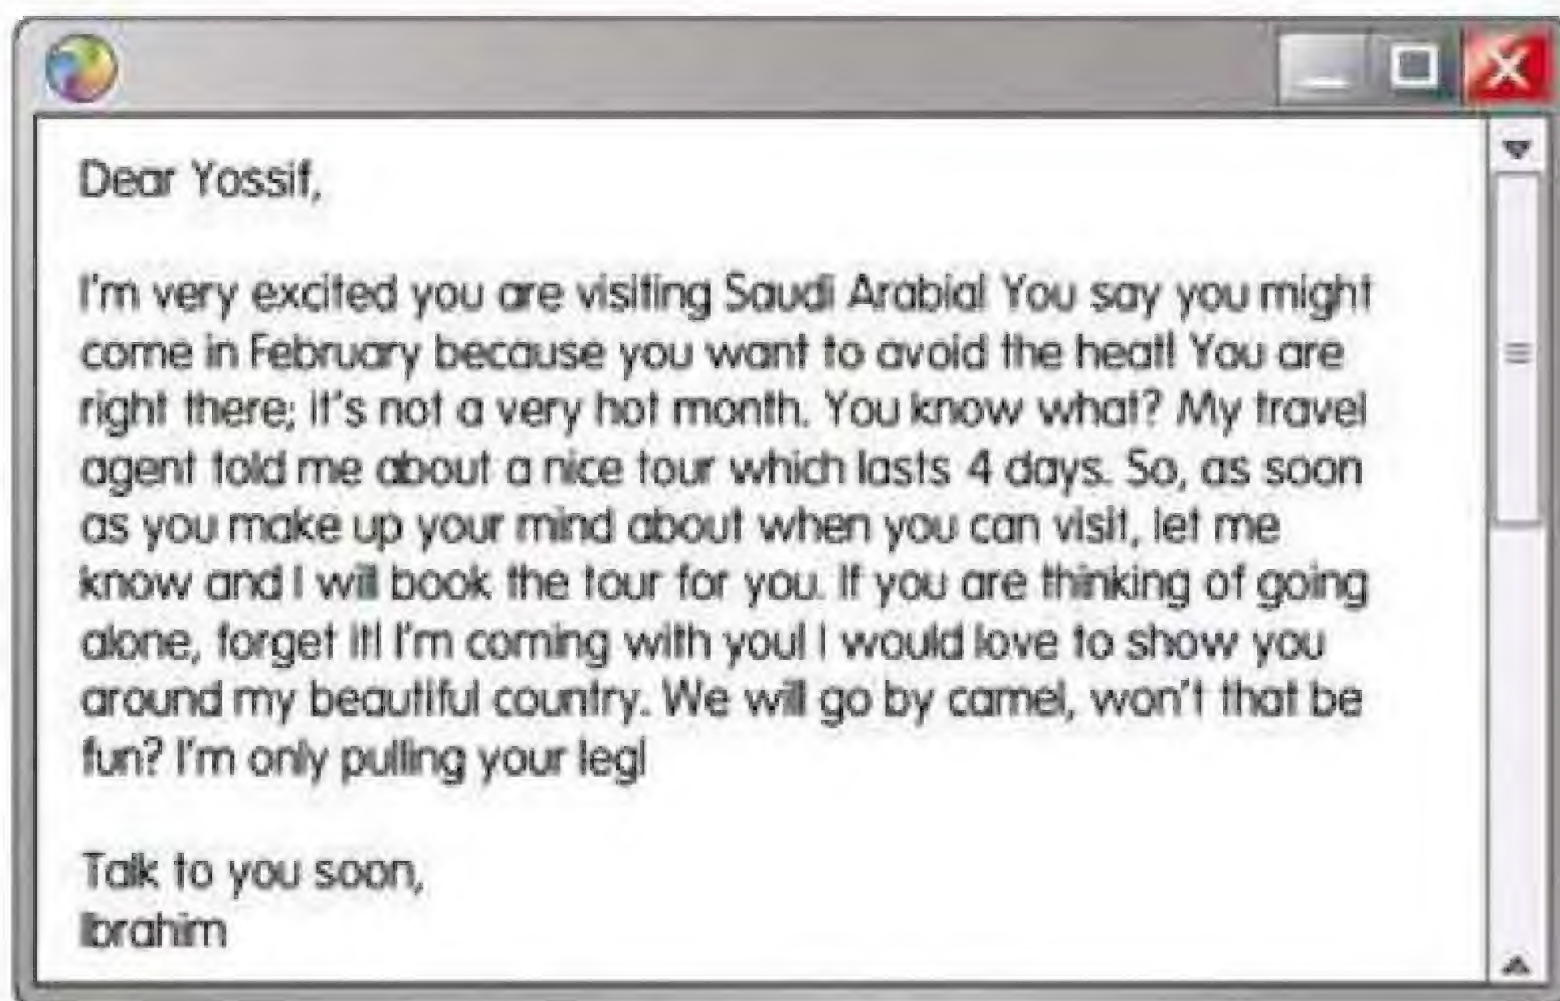 Dear Yossif,
I'm very excited you are visiting Saudi Arabia! You say you might
come in February because you want to avoid the heat! You are
right there; it's not a very hot month. You know what? My travel
agent told me about a nice tour which lasts 4 days. So, as soon
as you make up your mind about when you can visit, let me
know and I will book the tour for you. If you are thinking of going
alone, forget it! I'm coming with you! I would love to show you
around my beautiful country. We will go by camel, won't that be
fun? I'm only pulling your leg!
Talk to you soon,
Ibrahim